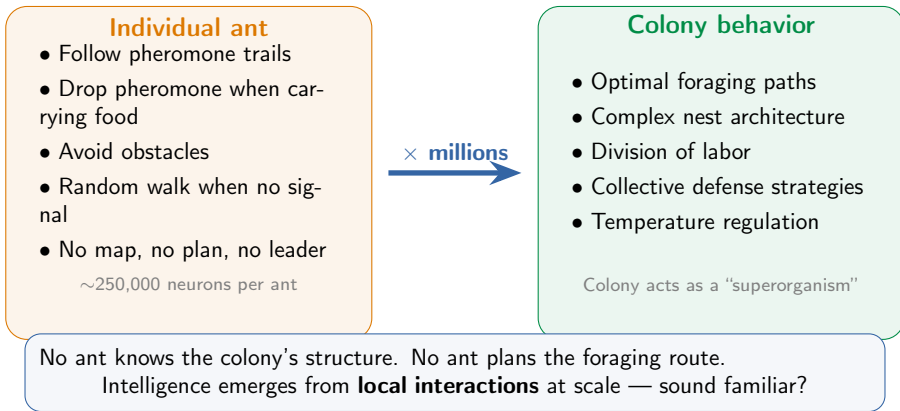 Individual ant
• Follow pheromone trails
• Drop pheromone when car-
rying food
• Avoid obstacles
• Random walk when no sig-
nal
• No map, no plan, no leader
~250,000 neurons per ant
× millions
Colony behavior
• Optimal foraging paths
• Complex nest architecture
• Division of labor
• Collective defense strategies
• Temperature regulation
Colony acts as a “superorganism”
No ant knows the colony’s structure. No ant plans the foraging route.
Intelligence emerges from local interactions at scale — sound familiar?